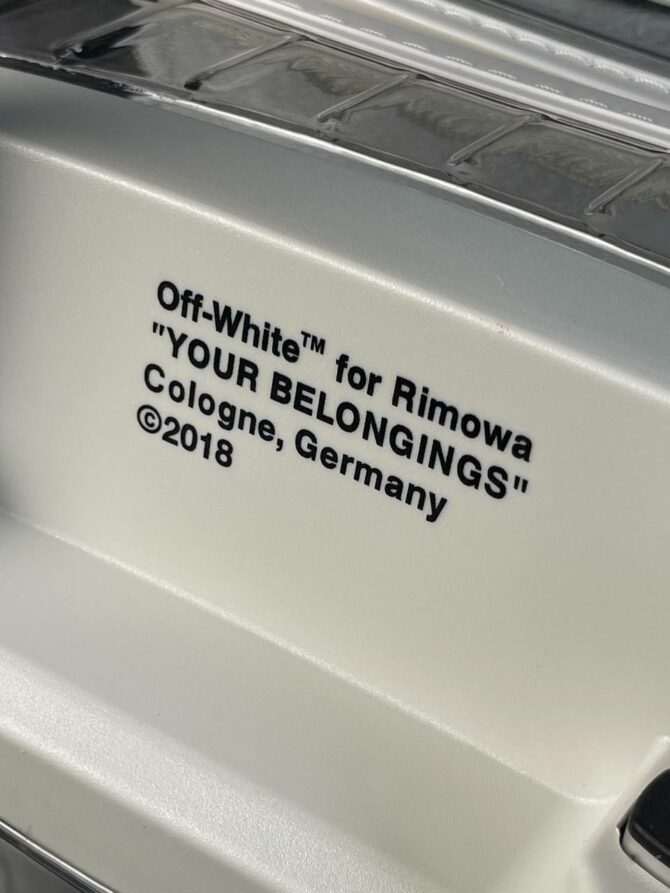 Off-White™ for Rimowa
"YOUR BELONGINGS"
Cologne, Germany
©2018